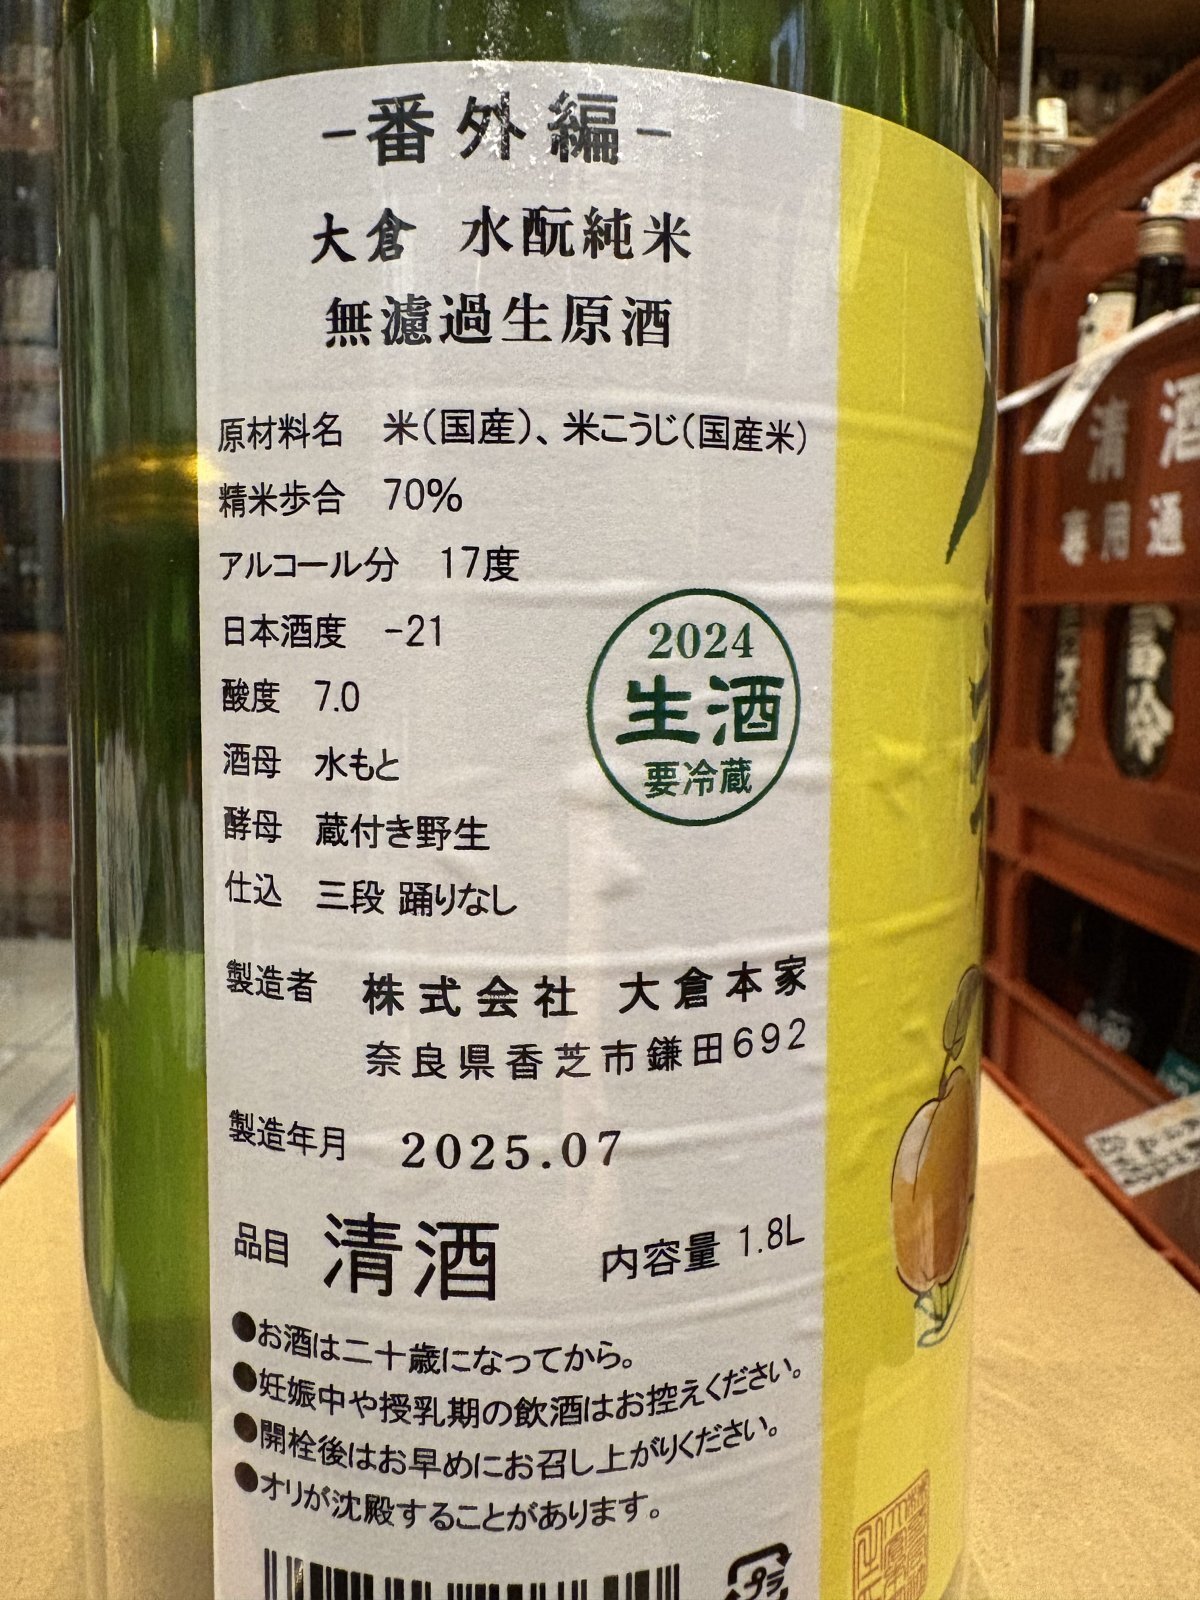 -番外編-
大倉 水酛純米
無濾過生原酒
原材料名 米(国産)、米こうじ(国産米)
精米歩合 70%
アルコール分 17度
日本酒度 -21
酸度 7.0
酒母 水もと
酵母 蔵付き野生
仕込 三段 踊りなし
2024
生酒
要冷蔵
製造者 株式会社 大倉本家
奈良県香芝市鎌田692
製造年月 2025.07
品目 清酒 内容量 1.8L
●お酒は二十歳になってから。
●妊娠中や授乳期の飲酒はお控えください。
●開栓後はお早めにお召し上がりください。
●オリが沈殿することがあります。
プラ
清酒
専用通